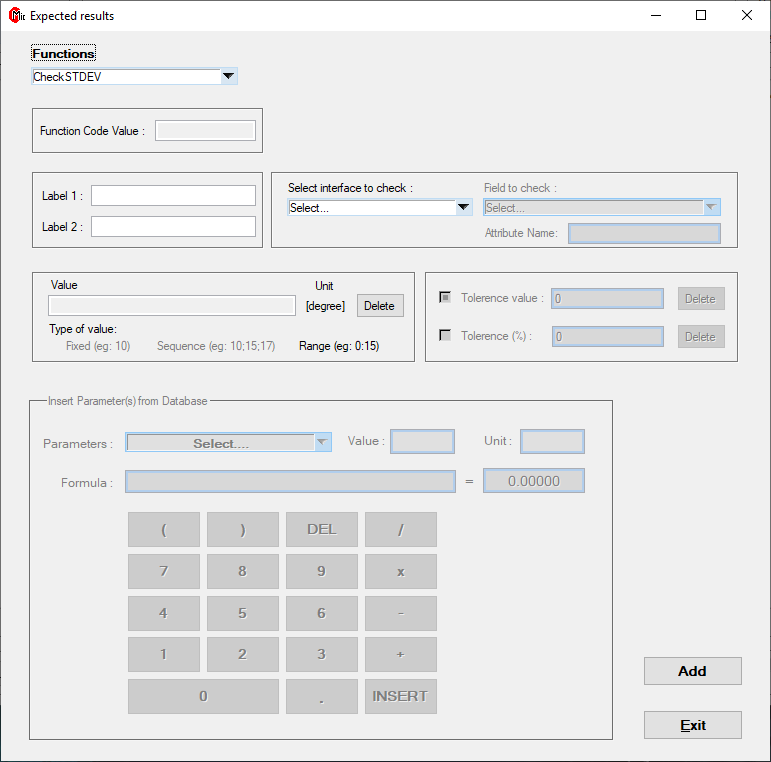 Expected results
Functions
CheckSTDEV
Function Code Value :
Label 1 :
Label 2 :
Select interface to check :
Select...
Field to check :
Select...
Attribute Name:
Value
Unit
[degree]
Delete
Type of value:
Fixed (eg: 10)
Sequence (eg: 10;15;17)
Range (eg: 0:15)
Tolerence value :
0
Delete
Tolerence (%) :
0
Delete
Insert Parameter(s) from Database
Parameters :
Select....
Value :
Unit :
Formula :
=
0.00000
( ) DEL /
7 8 9 x
4 5 6 -
1 2 3 +
0 . INSERT
Add
Exit